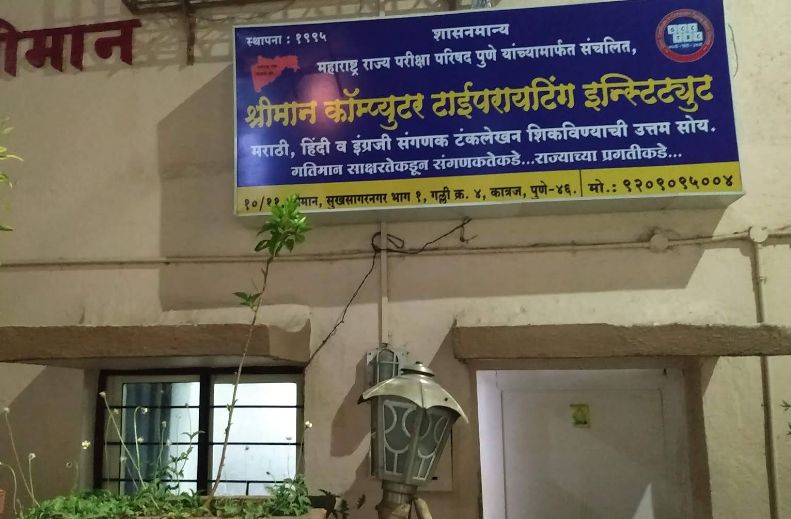 श्रीमान
स्थापना : १९९५
शासनमान्य
महाराष्ट्र राज्य परीक्षा परिषद पुणे यांच्यामार्फत संचलित,
श्रीमान कॉम्प्युटर टाईपरायटिंग इन्स्टिट्युट
मराठी, हिंदी व इंग्रजी संगणक टंकलेखन शिकविण्याची उत्तम सोय.
गतिमान साक्षरतेकडून संगणकतेकडे...राज्याच्या प्रगतीकडे...
१०/११, श्रीमान, सुखसागरनगर भाग १, गल्ली क्र. ४, कात्रज, पुणे-४६. मो.: ९२०९०९५००४